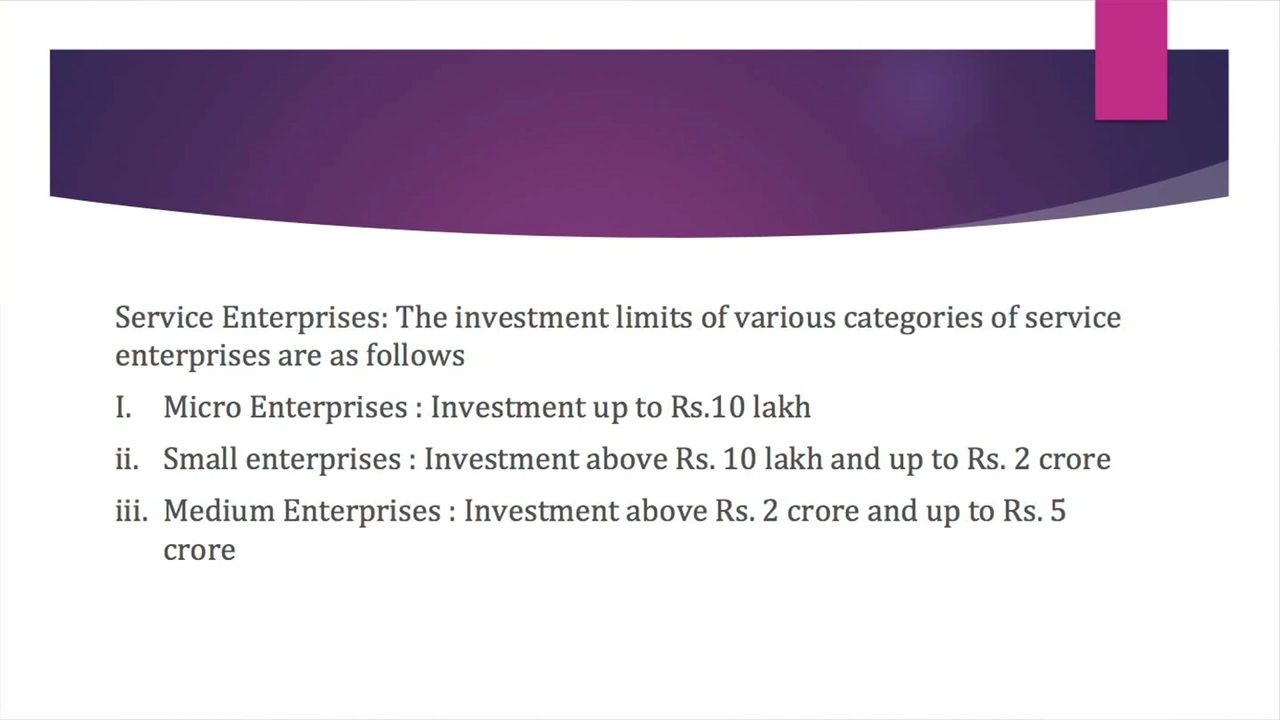 Service Enterprises: The investment limits of various categories of service
enterprises are as follows
I. Micro Enterprises : Investment up to Rs.10 lakh
ii. Small enterprises : Investment above Rs. 10 lakh and up to Rs. 2 crore
iii. Medium Enterprises : Investment above Rs. 2 crore and up to Rs. 5
crore